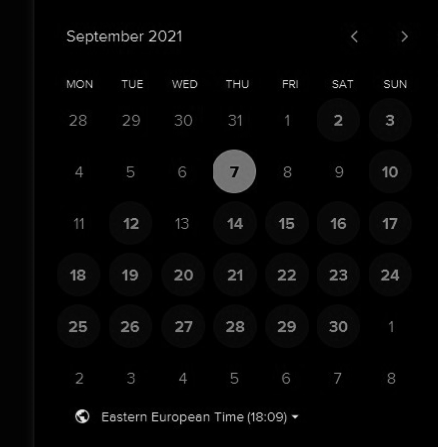 September 2021
MON TUE WED THU FRI SAT SUN
28 29 30 31 1 2 3
4 5 6 7 8 9 10
11 12 13 14 15 16 17
18 19 20 21 22 23 24
25 26 27 28 29 30 1
2 3 4 5 6 7 8
Eastern European Time (18:09)